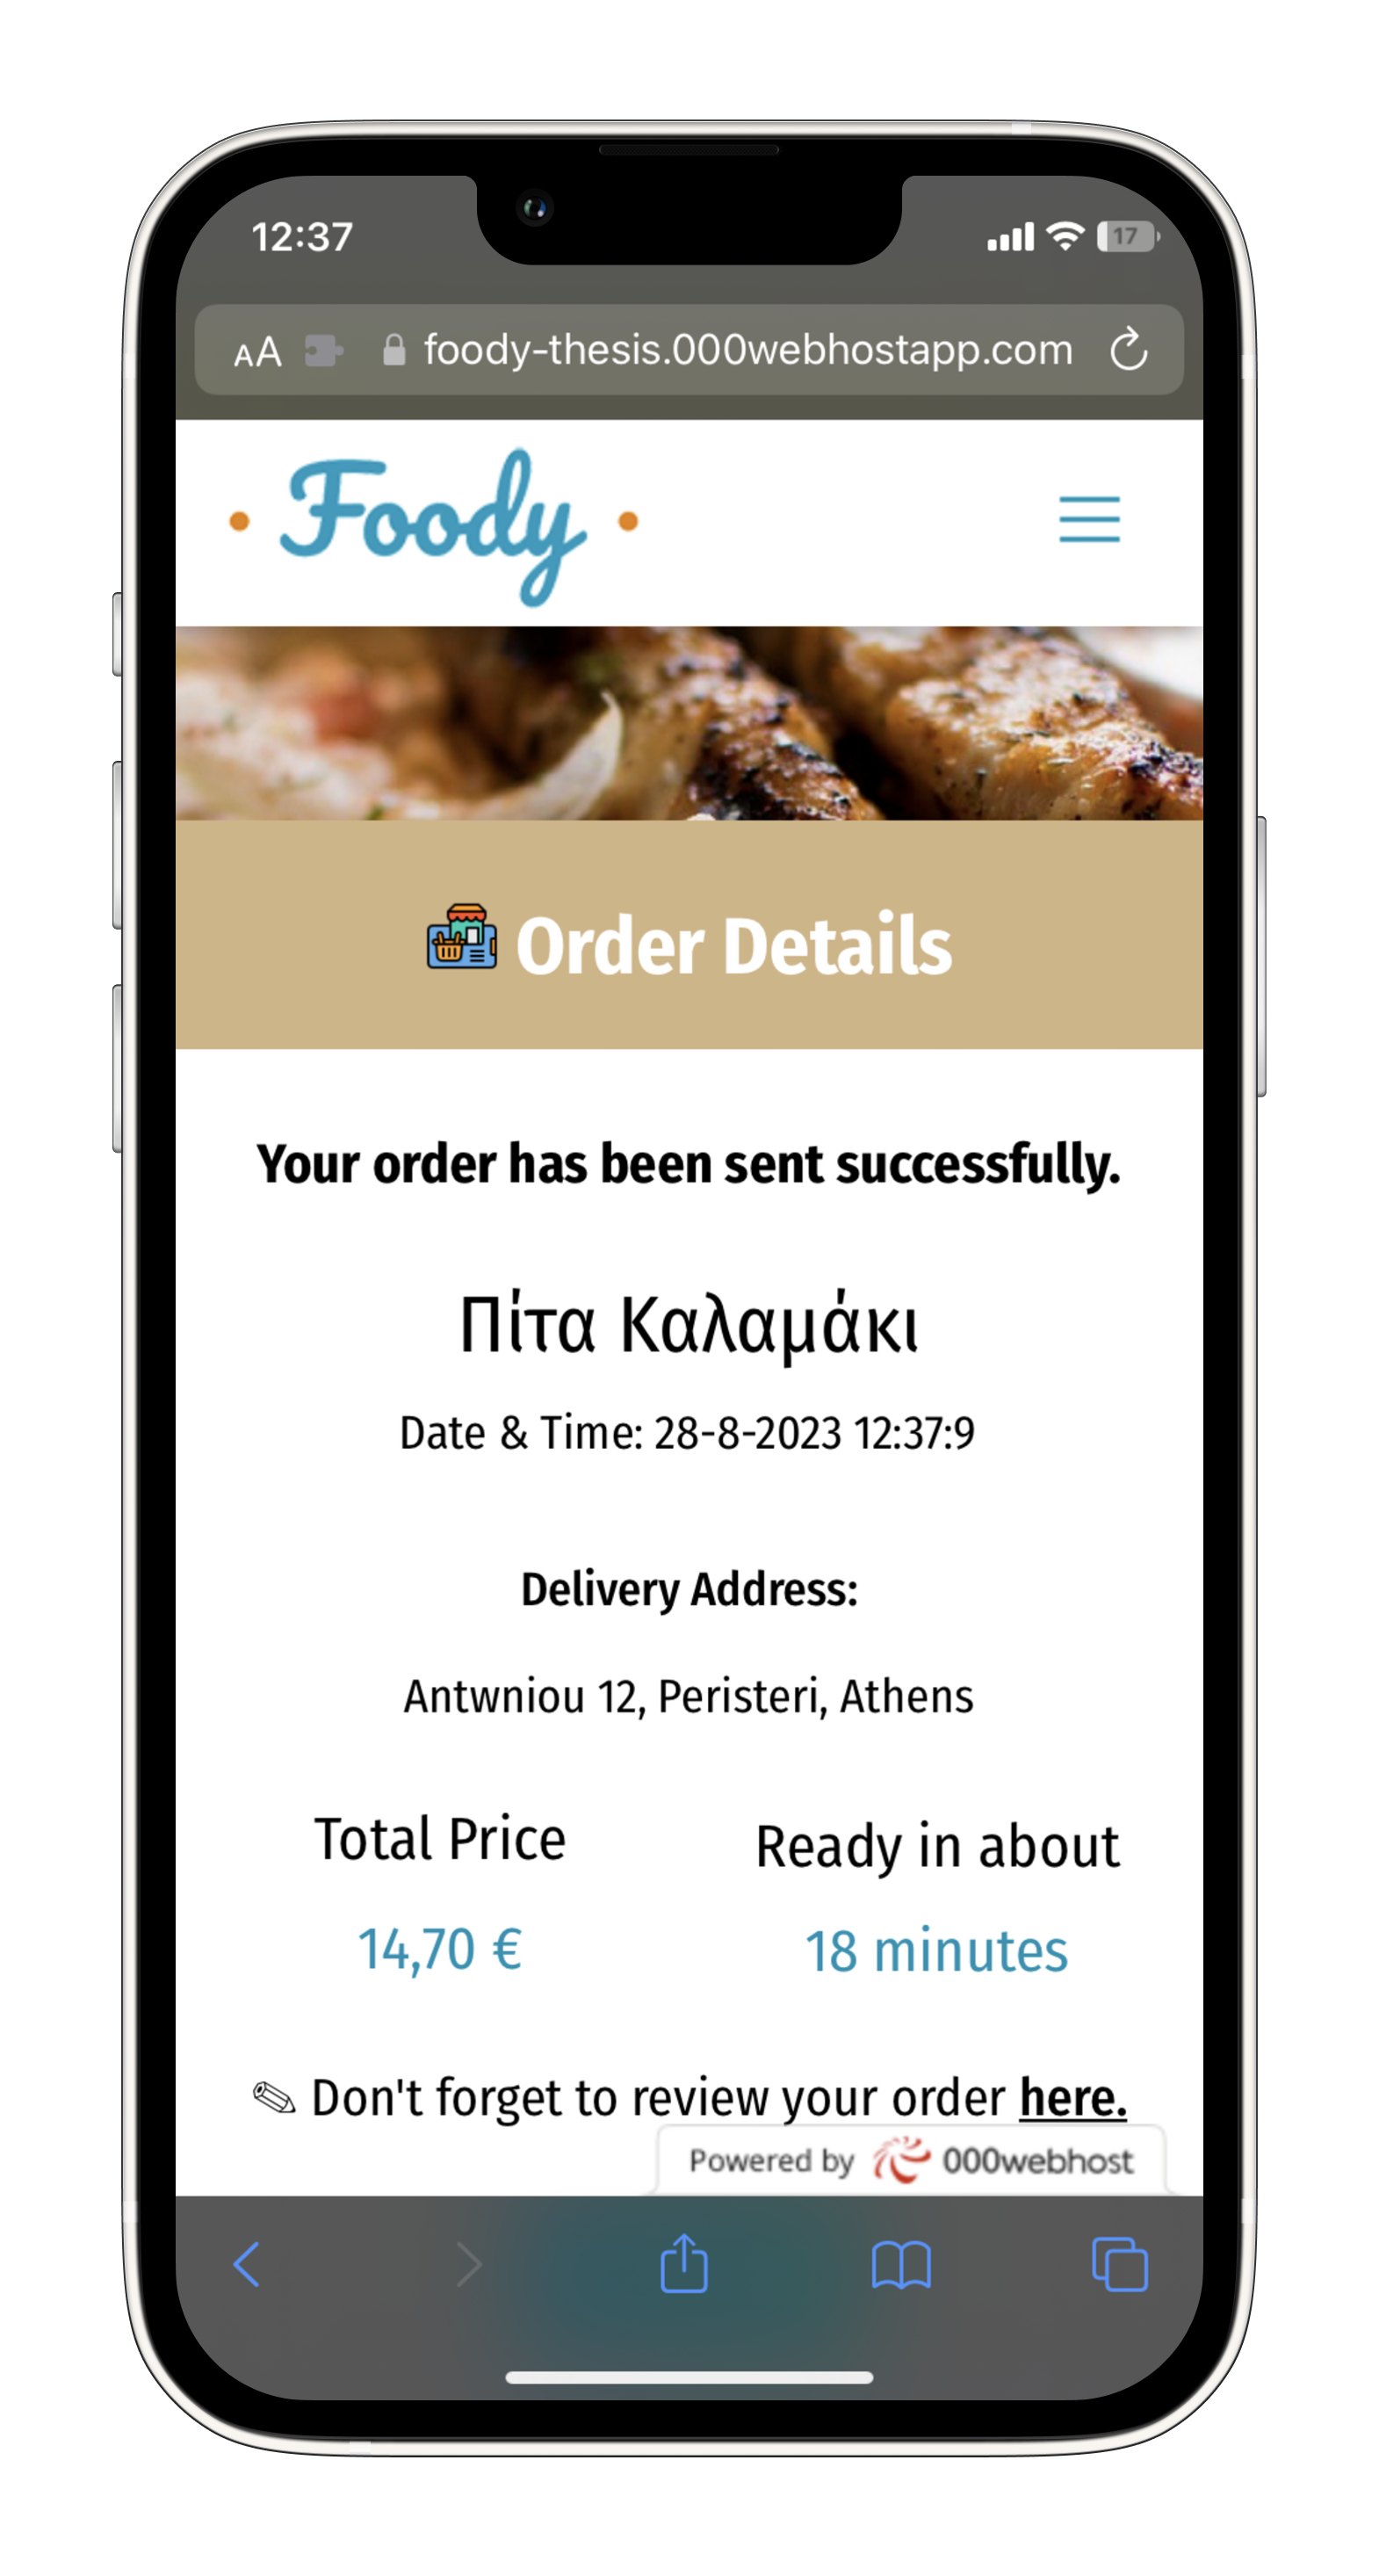 12:37
17
AA foody-thesis.000webhostapp.com
Foody
Order Details
Your order has been sent successfully.
Πίτα Καλαμάκι
Date & Time: 28-8-2023 12:37:9
Delivery Address:
Antwniou 12, Peristeri, Athens
Total Price
Ready in about
14,70 €
18 minutes
✏ Don't forget to review your order here.
Powered by 000webhost